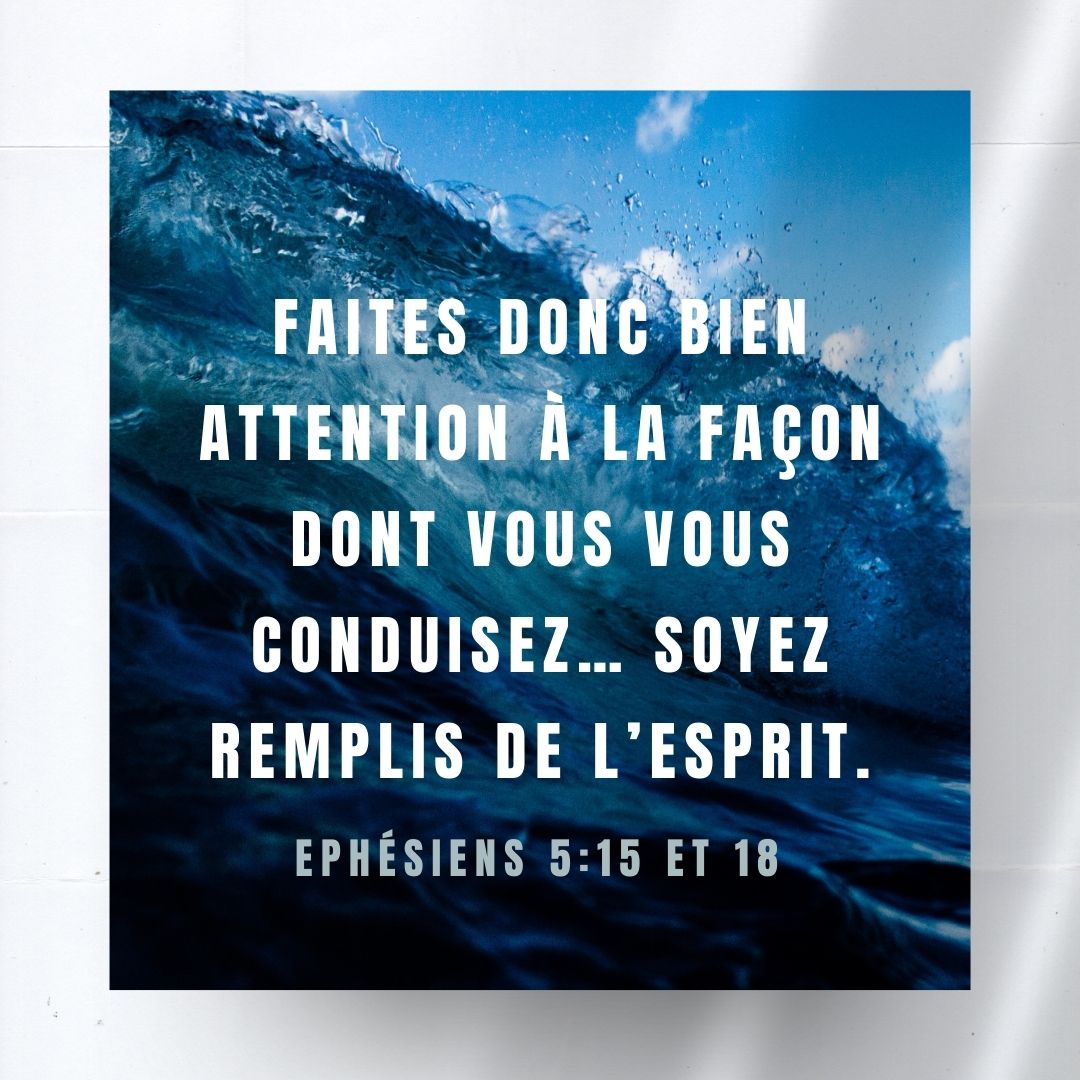 FAITES DONC BIEN
ATTENTION À LA FAÇON
DONT VOUS VOUS
CONDUISEZ... SOYEZ
REMPLIS DE L’ESPRIT.
EPHÉSIENS 5:15 ET 18